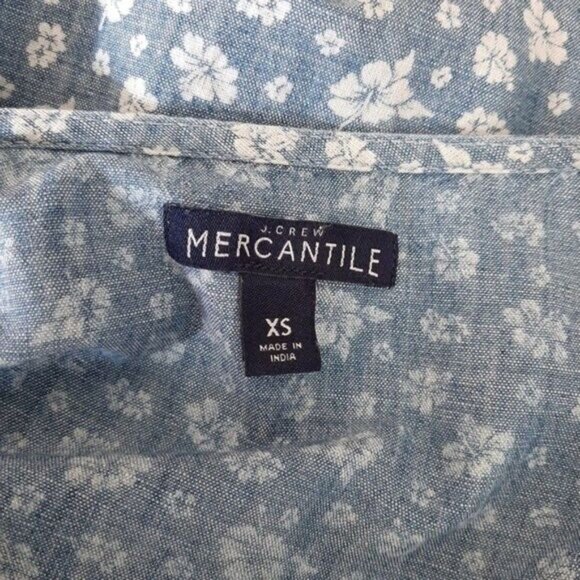 J.CREW
MERCANTILE
XS
MADE IN
INDIA